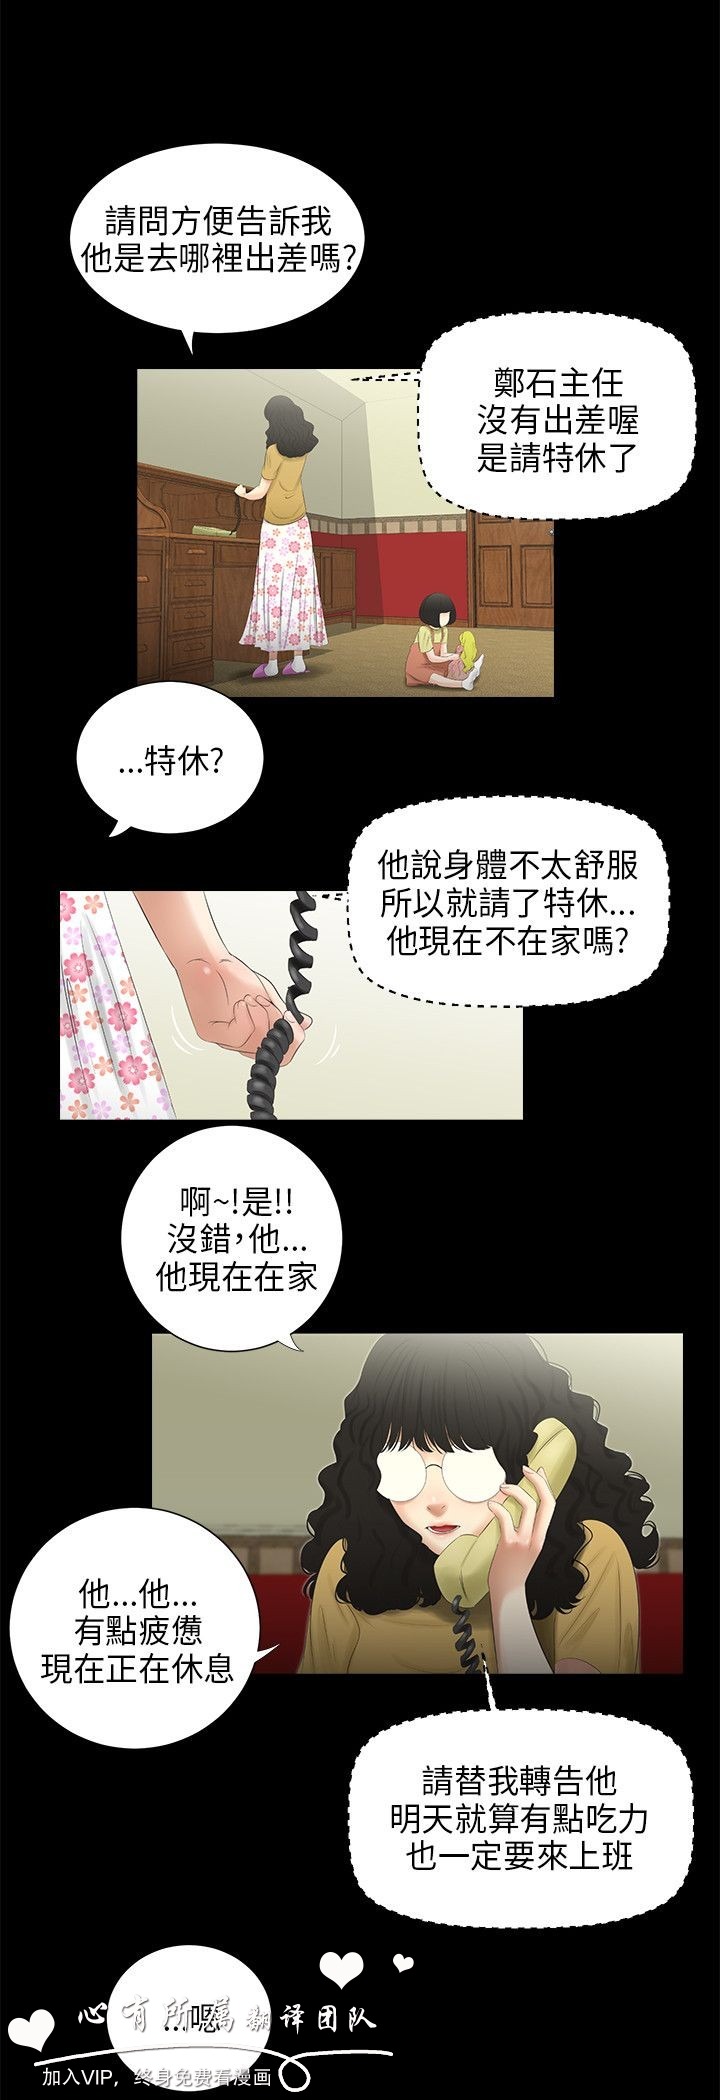 請問方便告訴我
他是去哪裡出差嗎?
鄭石主任
沒有出差喔
是請特休了
...特休?
他說身體不太舒服
所以就請了特休...
他現在不在家嗎?
啊~!是!!
沒錯，他...
他現在在家
他...他...
有點疲憊
現在正在休息
請替我轉告他
明天就算有點吃力
也一定要來上班
...嗯
心有所属翻译团队
加入VIP，终身免费看漫画